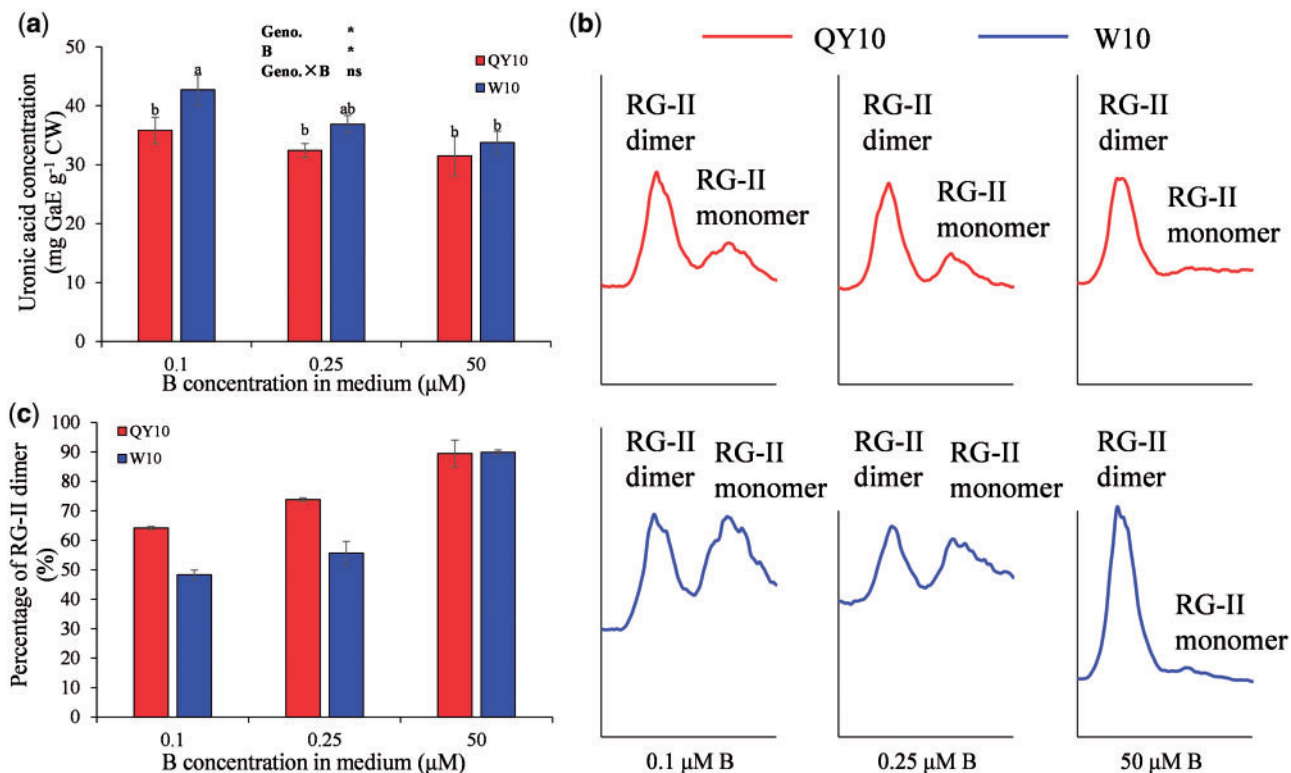 (a)
Geno. *
B *
Geno.×B ns
QY10
W10
50
40
30
20
10
0
Uronic acid concentration
(mg GaE g⁻¹ CW)
b
a
b
ab
b
b
0.1
0.25
50
B concentration in medium (µM)
(b)
QY10
W10
RG-II
dimer
RG-II
monomer
RG-II
dimer
RG-II
monomer
RG-II
dimer
RG-II
monomer
RG-II
dimer
RG-II
monomer
RG-II
dimer
RG-II
monomer
RG-II
dimer
RG-II
monomer
0.1 µM B
0.25 µM B
50 µM B
(c)
QY10
W10
100
90
80
70
60
50
40
30
20
10
0
Percentage of RG-II dimer
(%)
0.1
0.25
50
B concentration in medium (µM)